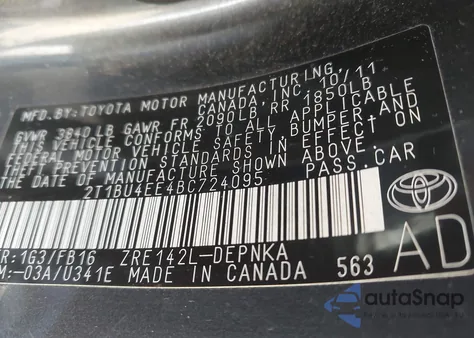 MFD. BY: TOYOTA MOTOR MANUFACTURING
CANADA, INC. 10/11
GVWR 3840 LB GAWR FR 2090LB, RR 1850LB
THIS VEHICLE CONFORMS TO ALL APPLICABLE
FEDERAL MOTOR VEHICLE SAFETY, BUMPER, AND
THEFT PREVENTION STANDARDS IN EFFECT ON
THE DATE OF MANUFACTURE SHOWN ABOVE.
2T1BU4EE4BC724095 PASS. CAR
R: 1G3/FB16 ZRE142L-DEPNKA
M: -03A/U341E MADE IN CANADA 563
TOYOTA
AD
autoSnap